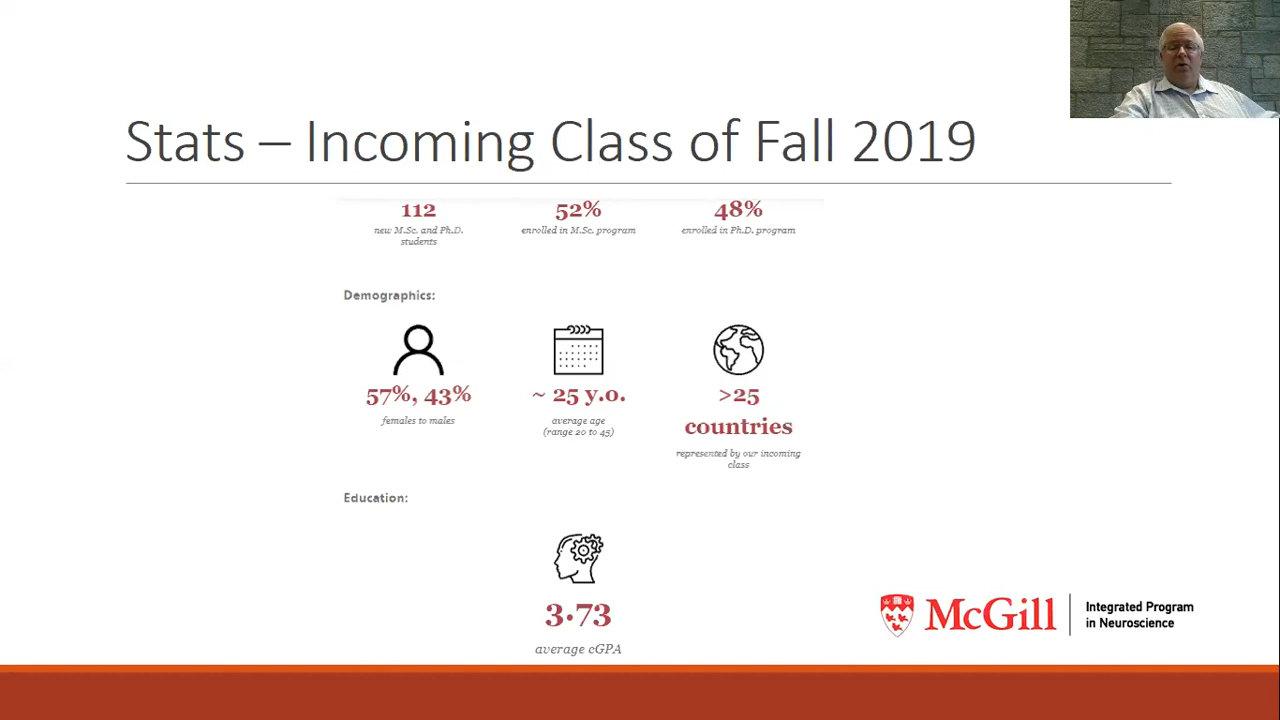 Stats – Incoming Class of Fall 2019
112
52%
48%
new M.Sc. and Ph.D.
students
enrolled in M.Sc. program
enrolled in Ph.D. program
Demographics:
57%, 43%
females to males
~ 25 y.o.
average age
(range 20 to 45)
>25
countries
represented by our incoming
class
Education:
3.73
average cGPA
McGill
Integrated Program
in Neuroscience